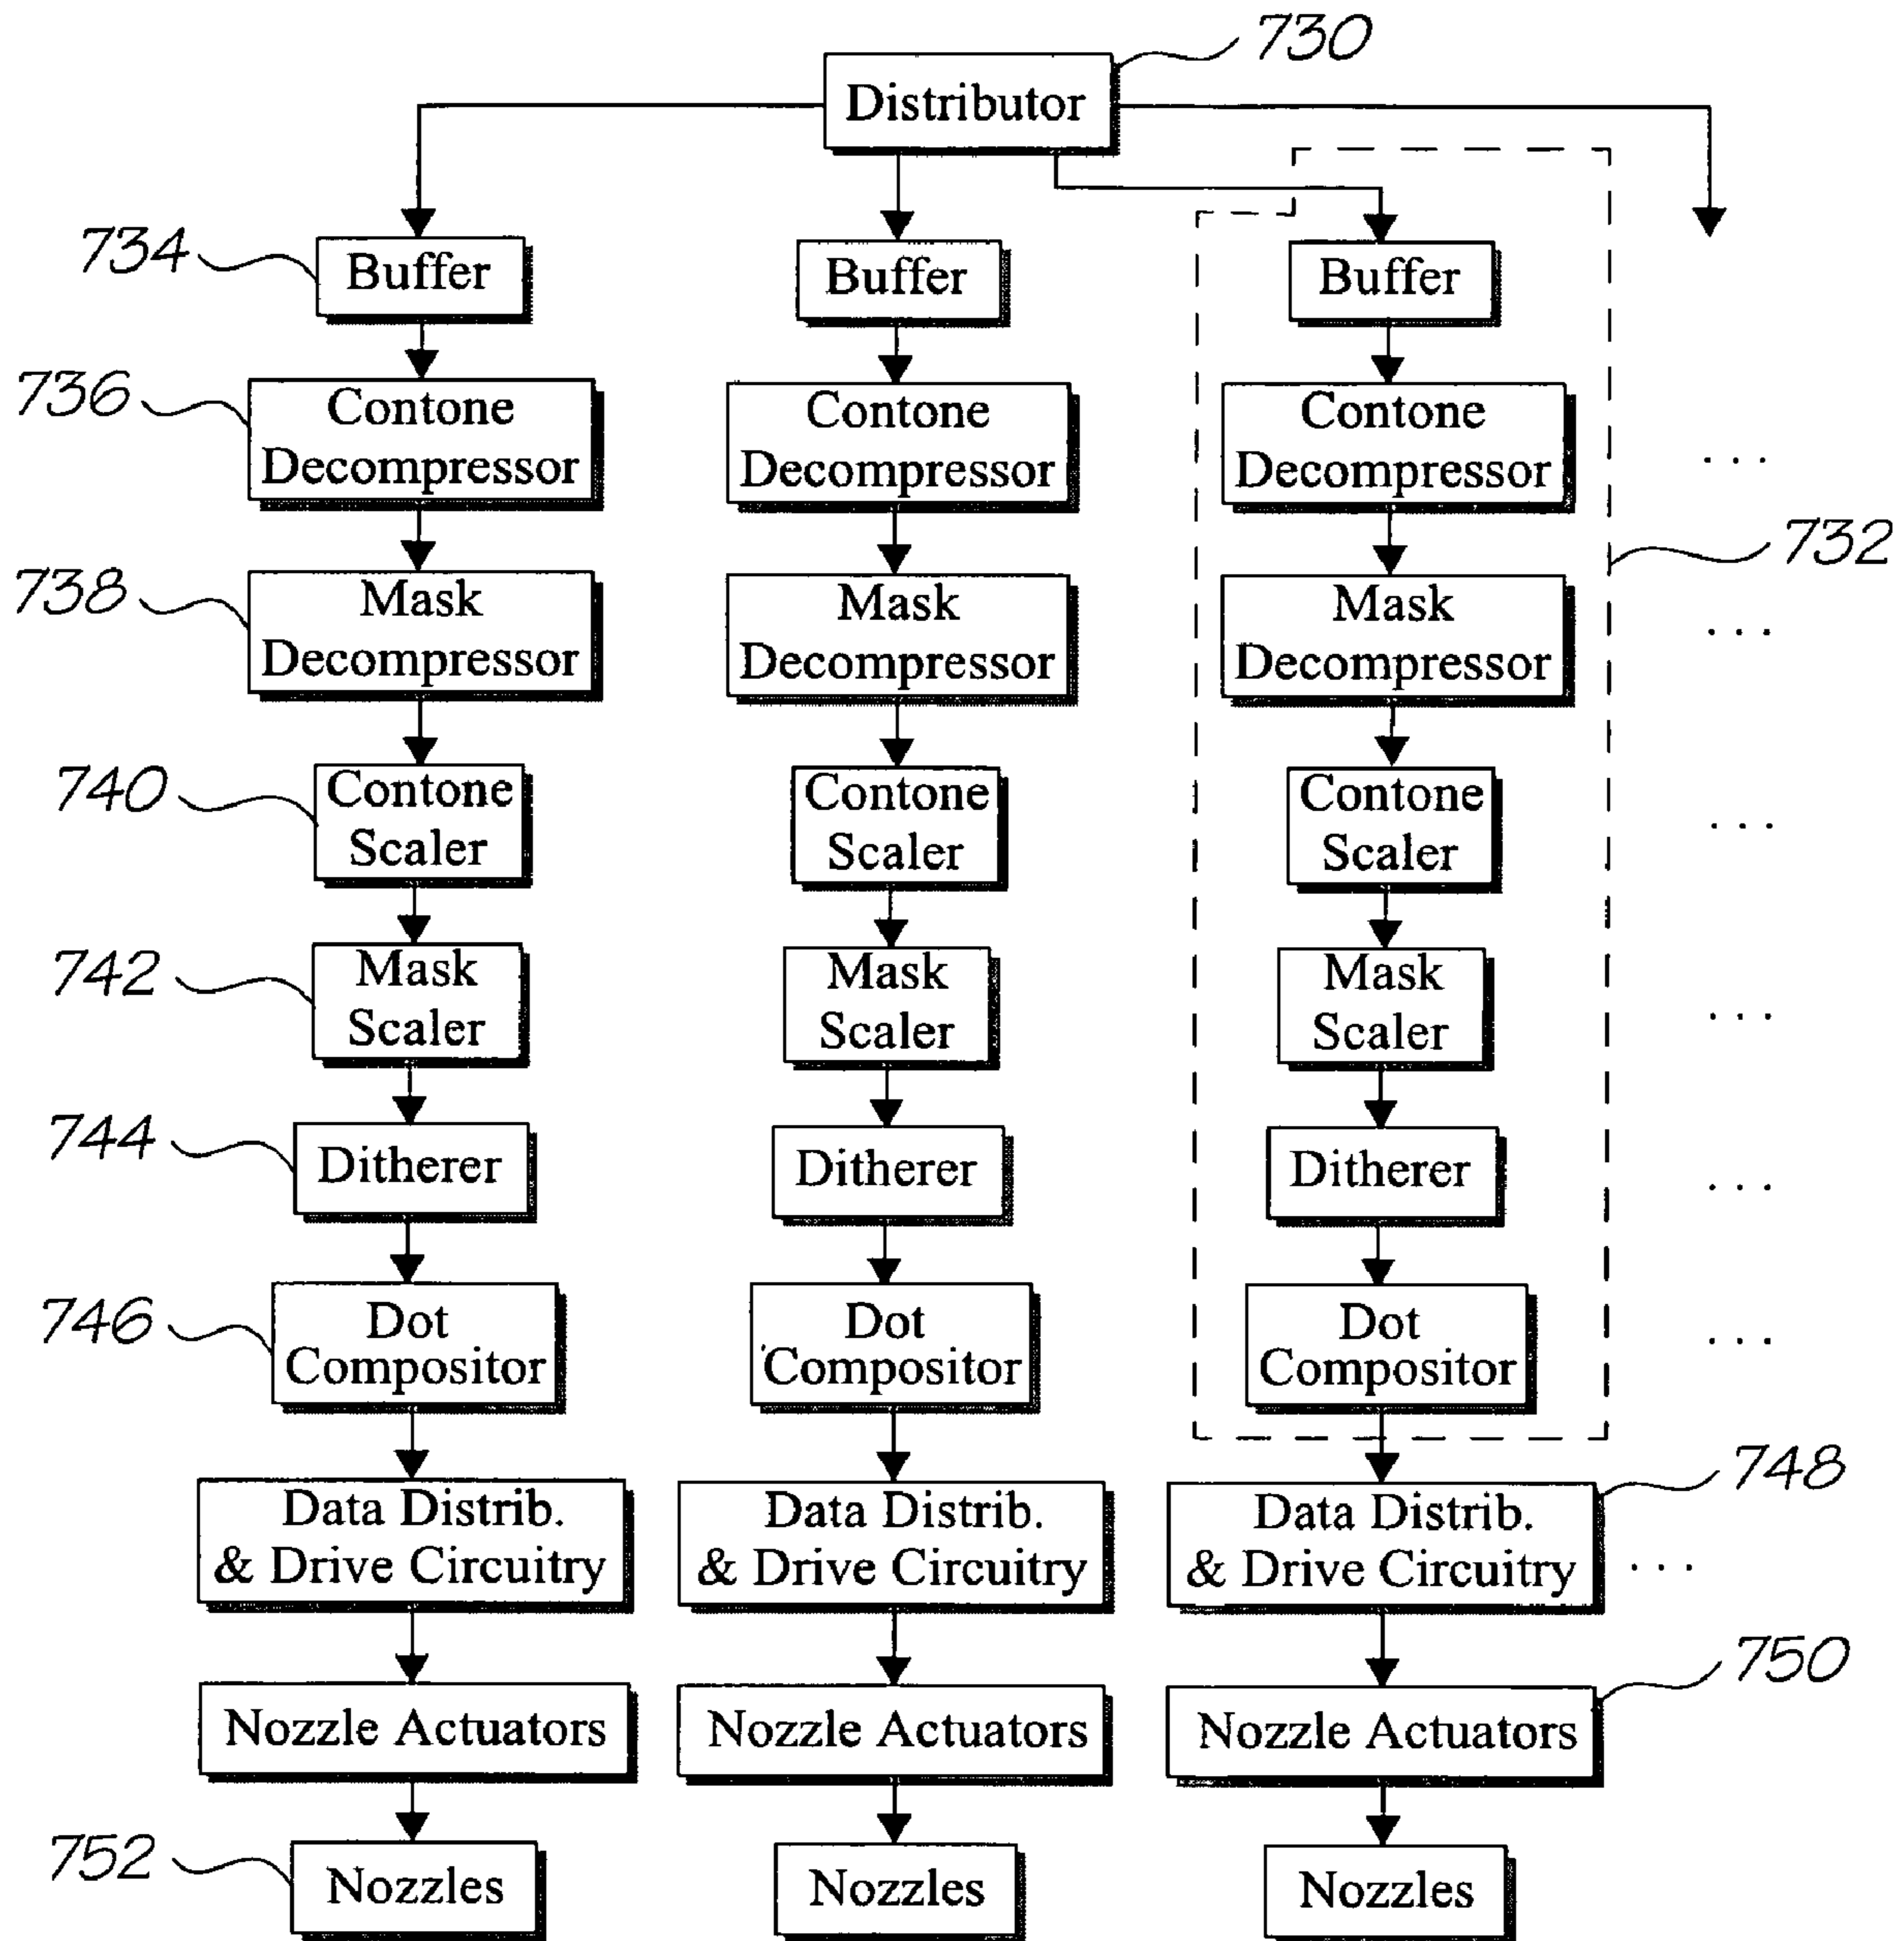 730
Distributor
734
Buffer
Buffer
Buffer
736
Contone
Decompressor
Contone
Decompressor
Contone
Decompressor
...
732
738
Mask
Decompressor
Mask
Decompressor
Mask
Decompressor
...
740
Contone
Scaler
Contone
Scaler
Contone
Scaler
...
742
Mask
Scaler
Mask
Scaler
Mask
Scaler
...
744
Ditherer
Ditherer
Ditherer
...
746
Dot
Compositor
Dot
Compositor
Dot
Compositor
...
748
Data Distrib.
& Drive Circuitry
Data Distrib.
& Drive Circuitry
Data Distrib.
& Drive Circuitry
...
750
Nozzle Actuators
Nozzle Actuators
Nozzle Actuators
752
Nozzles
Nozzles
Nozzles